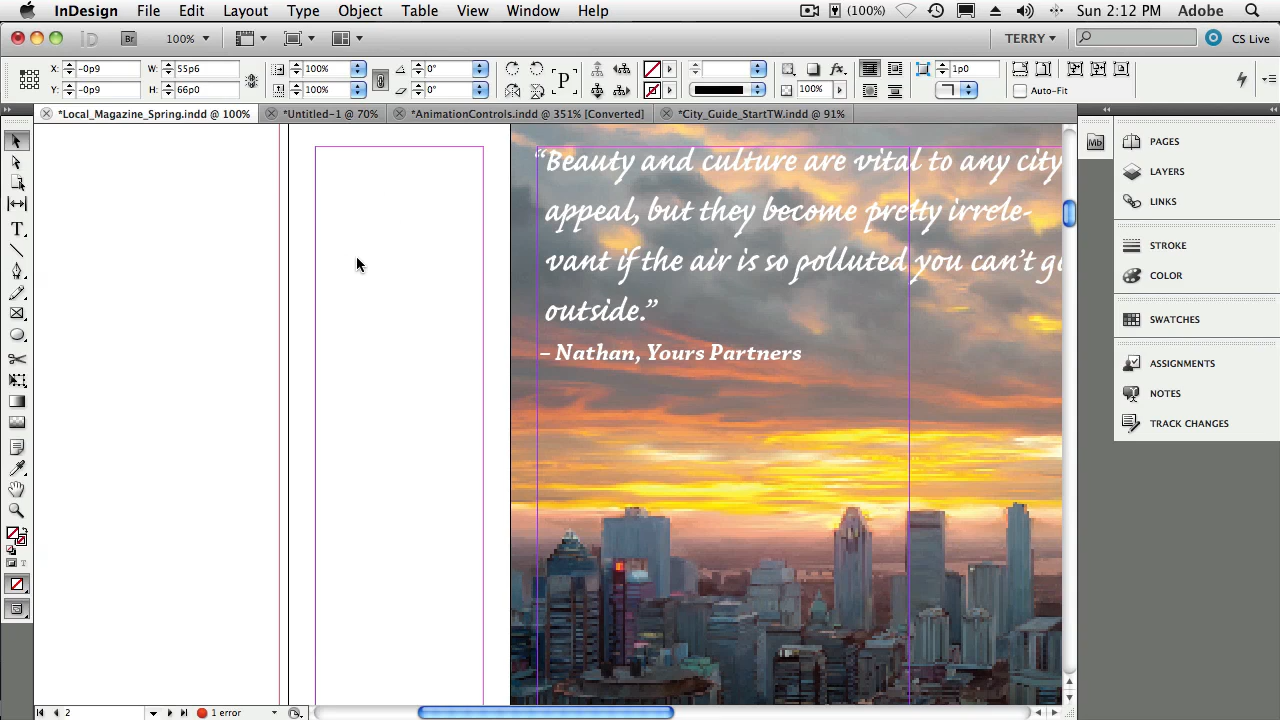 InDesign File Edit Layout Type Object Table View Window Help (100%) Sun 2:12 PM Adobe
Br 100% TERRY CS Live
X: -0p9 W: 55p6 100% 0° 1p0
Y: -0p9 H: 66p0 100% 0° 100% Auto-Fit
*Local_Magazine_Spring.indd @ 100% *Untitled-1 @ 70% *AnimationControls.indd @ 351% [Converted] *City_Guide_StartTW.indd @ 91%
“Beauty and culture are vital to any city
appeal, but they become pretty irrele-
vant if the air is so polluted you can’t
outside.”
– Nathan, Yours Partners
Mb
PAGES
LAYERS
LINKS
STROKE
COLOR
SWATCHES
ASSIGNMENTS
NOTES
TRACK CHANGES
2 1 error